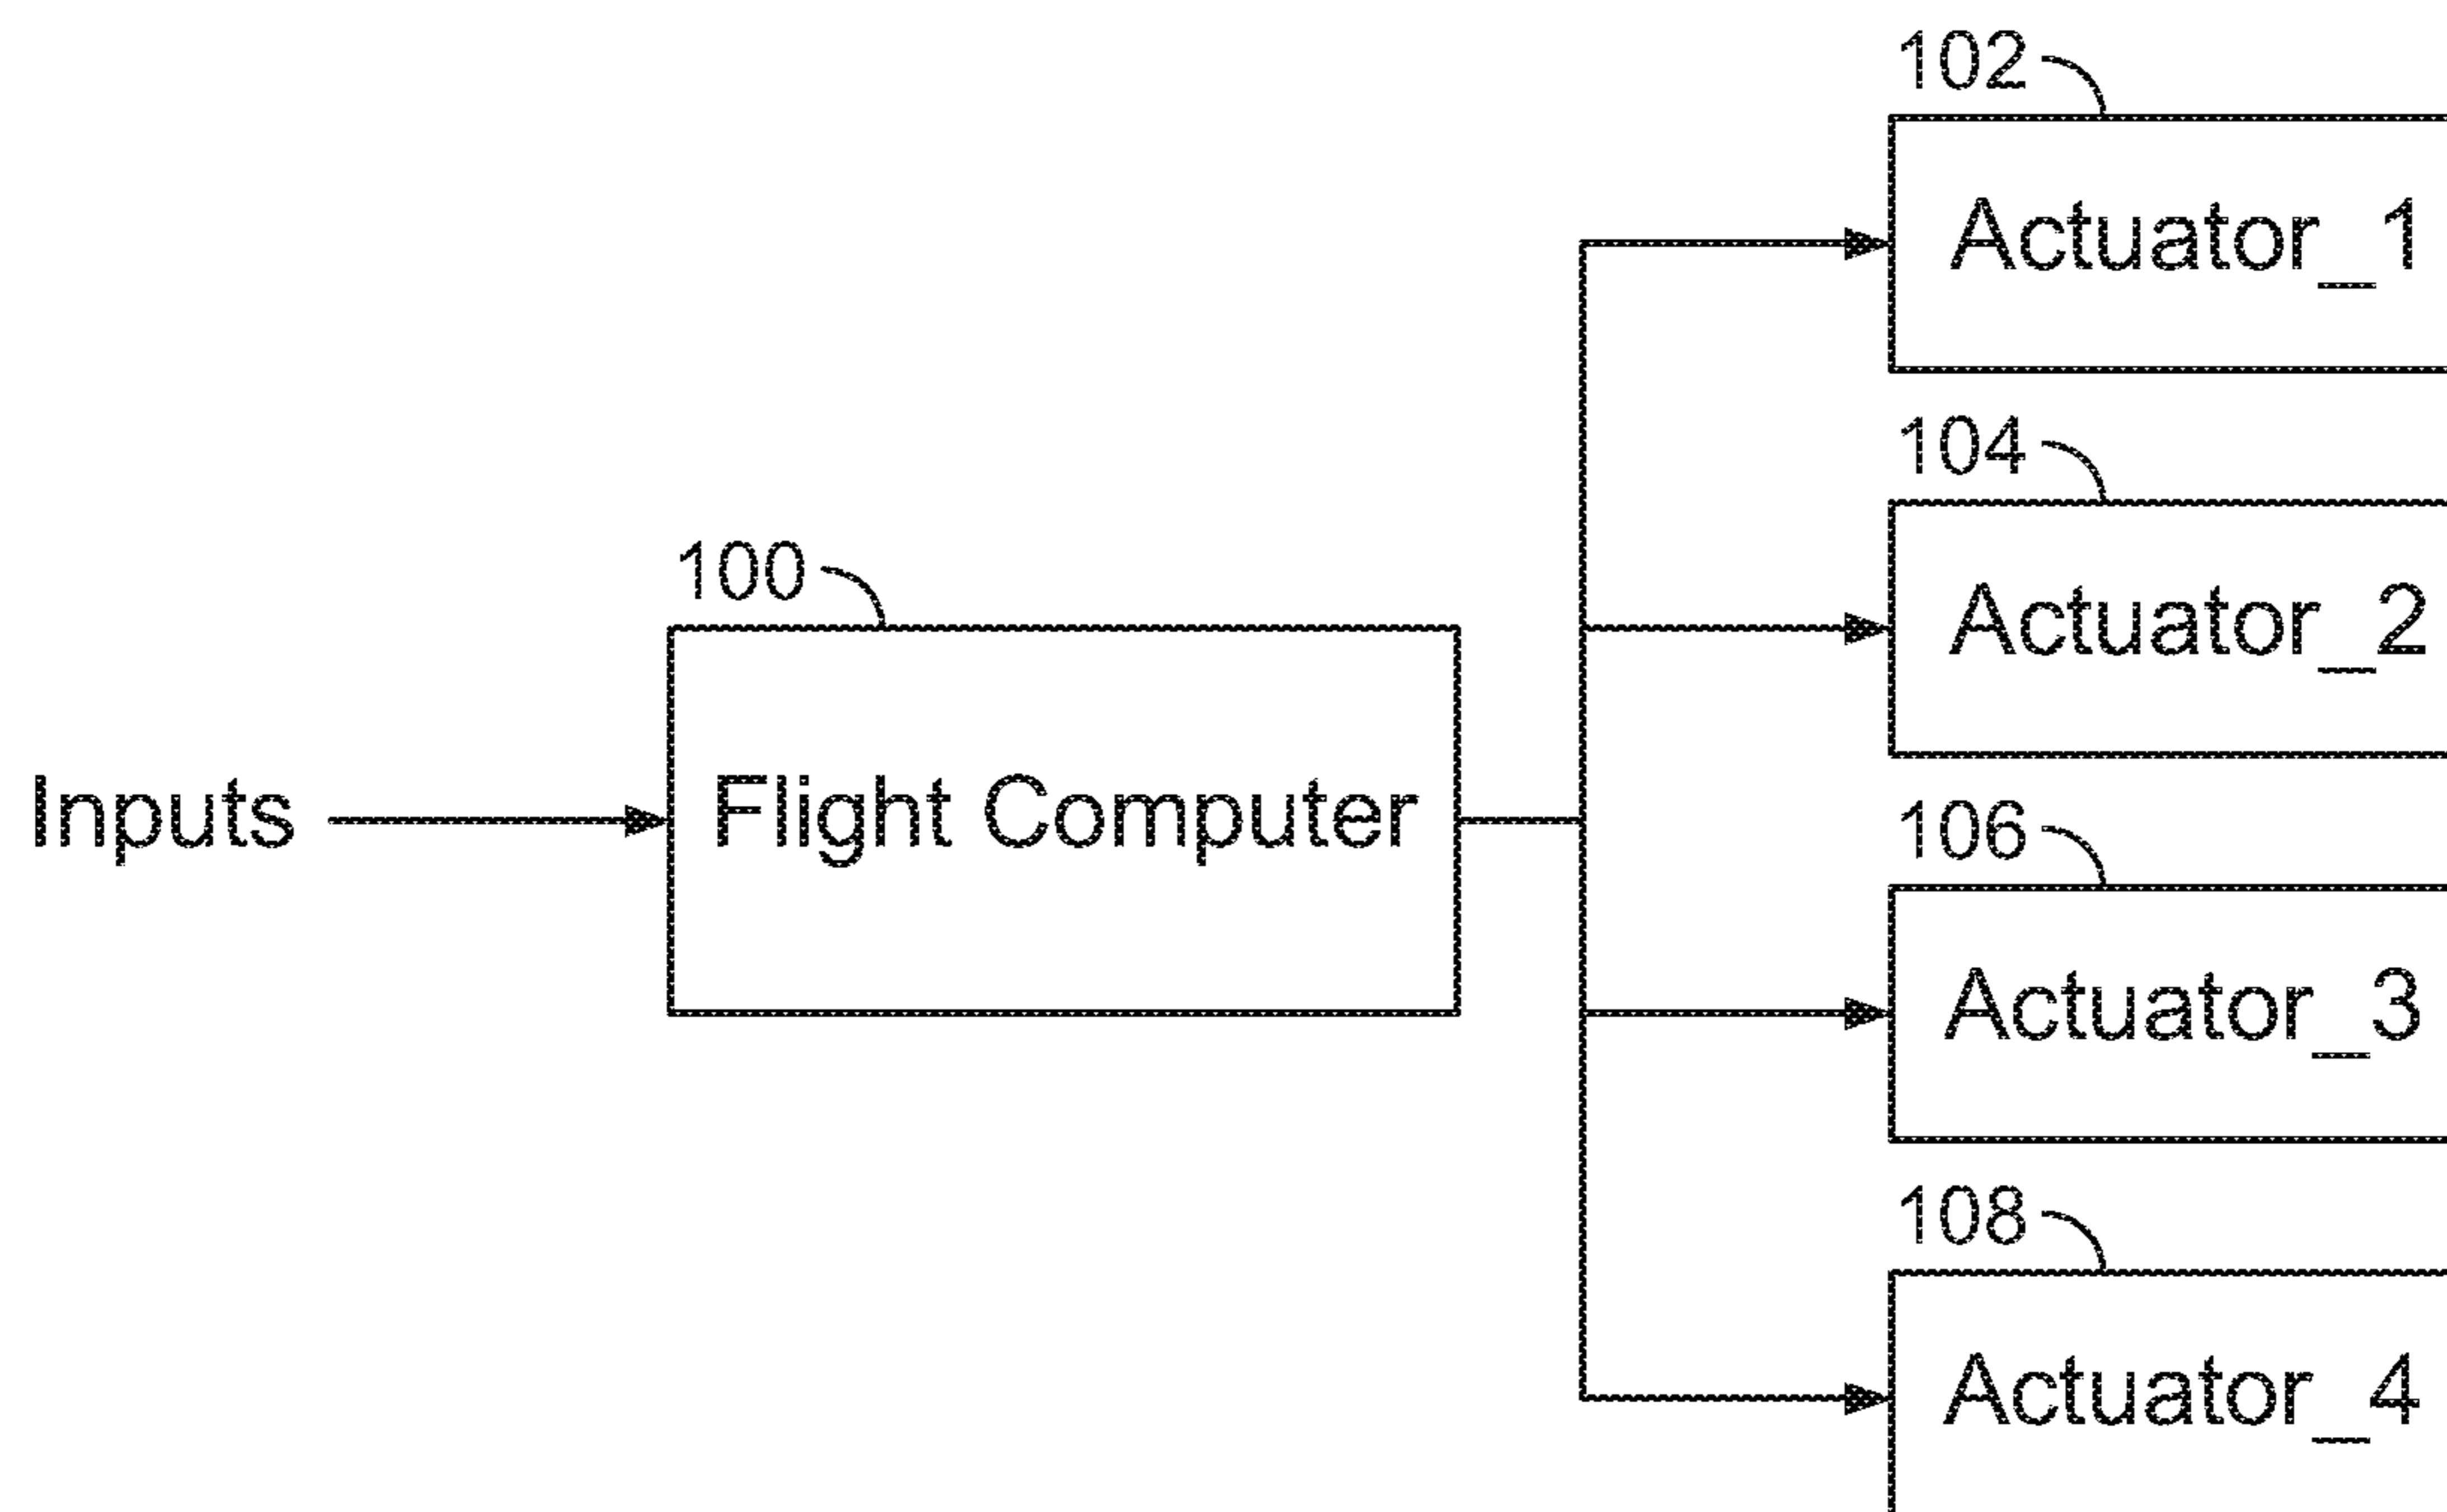 102
Actuator_1
104
Actuator_2
100
Inputs
Flight Computer
106
Actuator_3
108
Actuator_4